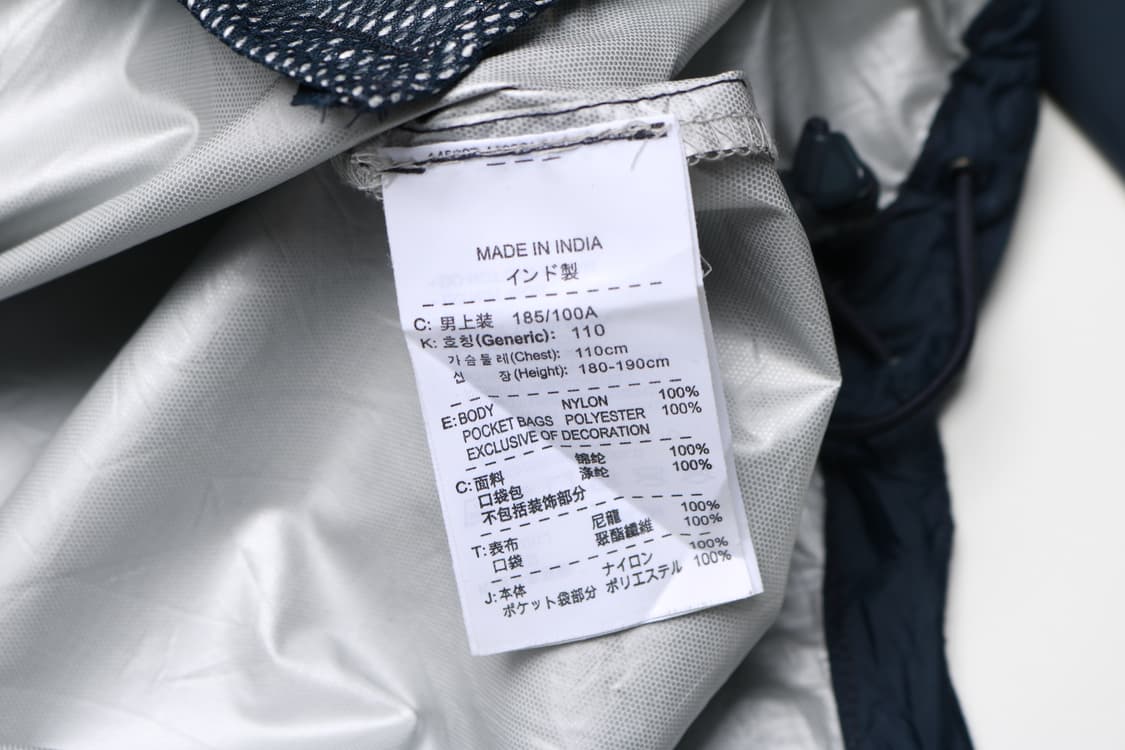 MADE IN INDIA
インド製
C: 男上装 185/100A
K: 호칭(Generic): 110
가슴둘레(Chest): 110cm
신 장(Height): 180-190cm
E: BODY NYLON 100%
POCKET BAGS POLYESTER 100%
EXCLUSIVE OF DECORATION
C: 面料 锦纶 100%
口袋包 涤纶 100%
不包括装饰部分
T: 表布 尼龍 100%
口袋 聚酯纖維 100%
J: 本体 ナイロン 100%
ポケット袋部分 ポリエステル 100%